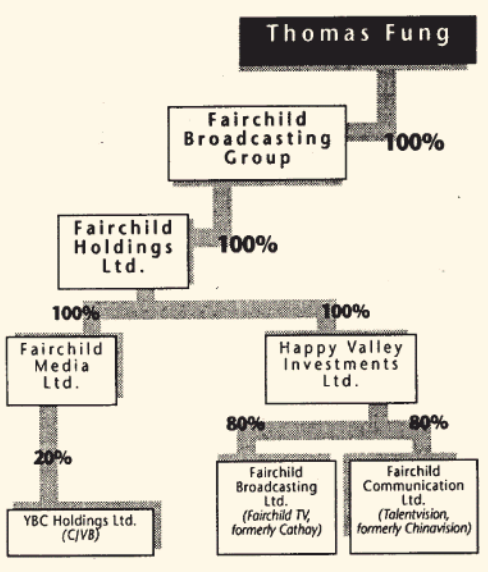 Thomas Fung
100%
Fairchild
Broadcasting
Group
100%
Fairchild
Holdings
Ltd.
100%
100%
Fairchild
Media
Ltd.
Happy Valley
Investments
Ltd.
20%
80%
80%
YBC Holdings Ltd.
(CJVB)
Fairchild
Broadcasting
Ltd.
(Fairchild TV,
formerly Cathay)
Fairchild
Communication
Ltd.
(Talentvision,
formerly Chinavision)